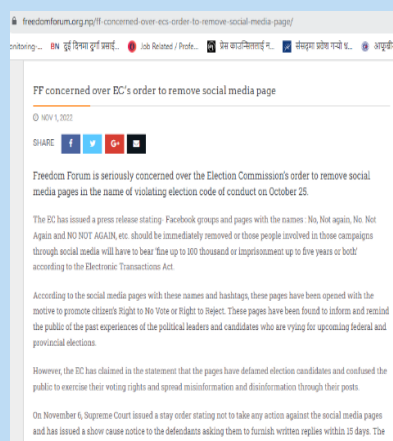 freedomforum.org.np/ff-concerned-over-ecs-order-to-remove-social-media-page/
onitoring-... BN दुई दिनमा दुर्गा प्रसाईं... Job Related / Profe... प्रेस काउन्सिललाई न... संसद्मा प्रवेश गर्‍यो ध...
FF concerned over EC's order to remove social media page
NOV 1, 2022
SHARE f G+
Freedom Forum is seriously concerned over the Election Commission's order to remove social
media pages in the name of violating election code of conduct on October 25.
The EC has issued a press release stating- Facebook groups and pages with the names : No, Not again, No. Not
Again and NO NOT AGAIN, etc. should be immediately removed or those people involved in those campaigns
through social media will have to bear 'fine up to 100 thousand or imprisonment up to five years or both'
according to the Electronic Transactions Act.
According to the social media pages with these names and hashtags, these pages have been opened with the
motive to promote citizen's Right to No Vote or Right to Reject. These pages have been found to inform and remind
the public of the past experiences of the political leaders and candidates who are vying for upcoming federal and
provincial elections.
However, the EC has claimed in the statement that the pages have defamed election candidates and confused the
public to exercise their voting rights and spread misinformation and disinformation through their posts.
On November 6, Supreme Court issued a stay order stating not to take any action against the social media pages
and has issued a show cause notice to the defendants asking them to furnish written replies within 15 days. The